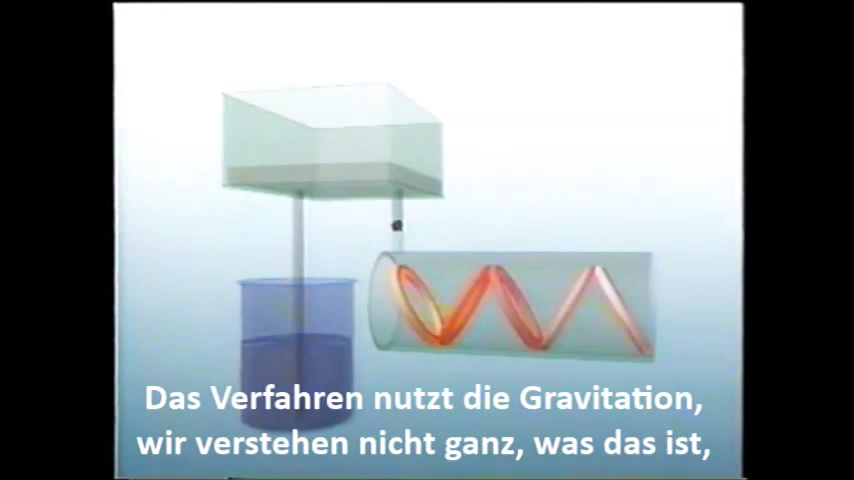 Das Verfahren nutzt die Gravitation,
wir verstehen nicht ganz, was das ist,